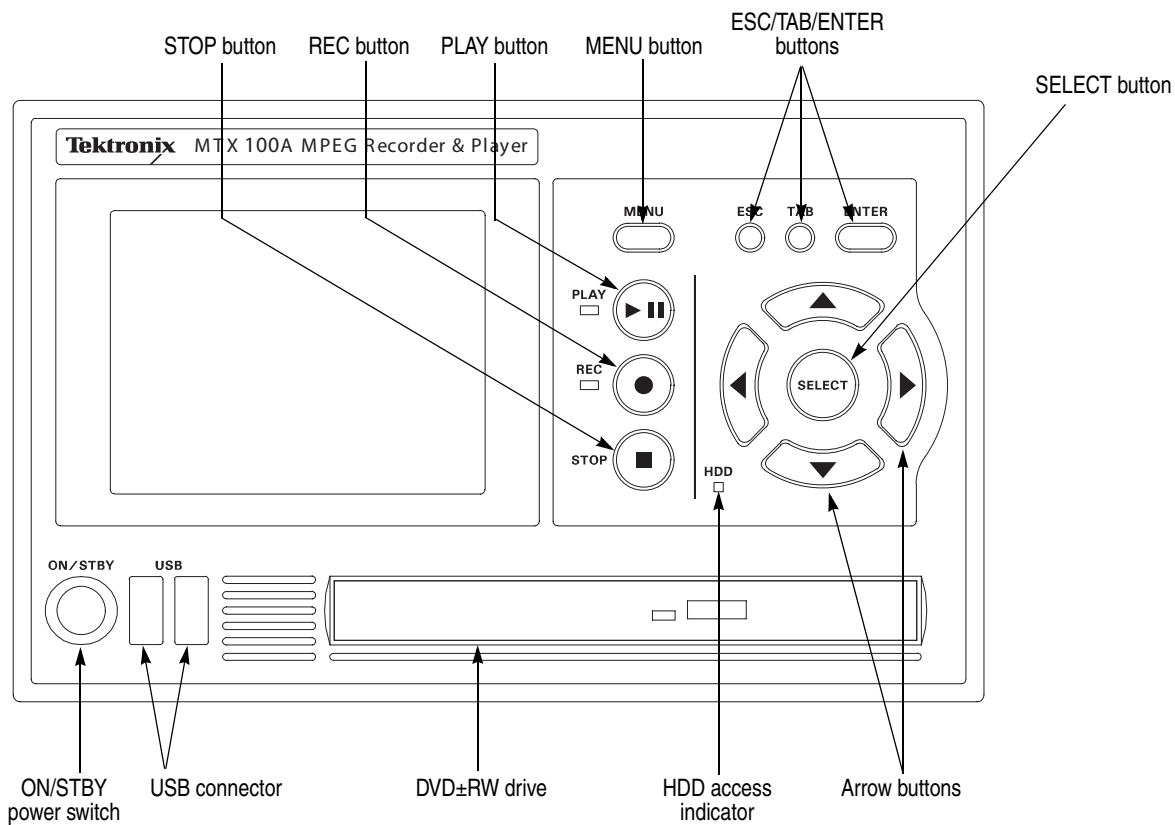 ESC/TAB/ENTER
buttons
STOP button
REC button
PLAY button
MENU button
SELECT button
Tektronix MTX 100A MPEG Recorder & Player
MENU
ESC
TAB
ENTER
PLAY
REC
SELECT
STOP
HDD
ON/STBY
USB
ON/STBY
power switch
USB connector
DVD±RW drive
HDD access
indicator
Arrow buttons